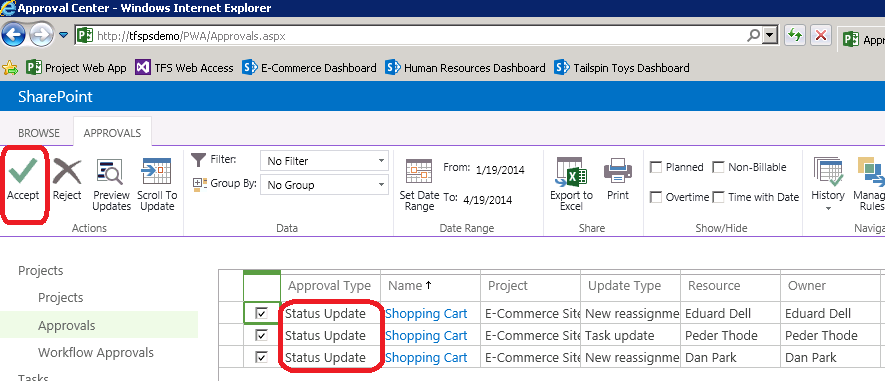 Approval Center - Windows Internet Explorer
http://tfspsdemo/PWA/Approvals.aspx
Appro
Project Web App TFS Web Access E-Commerce Dashboard Human Resources Dashboard Tailspin Toys Dashboard
SharePoint
BROWSE APPROVALS
Accept Reject Preview Updates Scroll To Update
Actions
Filter: No Filter
Group By: No Group
Data
Set Date Range
From: 1/19/2014
To: 4/19/2014
Date Range
Export to Excel Print
Share
Planned Non-Billable
Overtime Time with Date
Show/Hide
History Manag Rules
Naviga
Projects
Projects
Approvals
Workflow Approvals
Tasks
Approval Type Name ↑ Project Update Type Resource Owner
Status Update Shopping Cart E-Commerce Site New reassignme Eduard Dell Eduard Dell
Status Update Shopping Cart E-Commerce Site Task update Peder Thode Peder Thode
Status Update Shopping Cart E-Commerce Site New reassignme Dan Park Dan Park